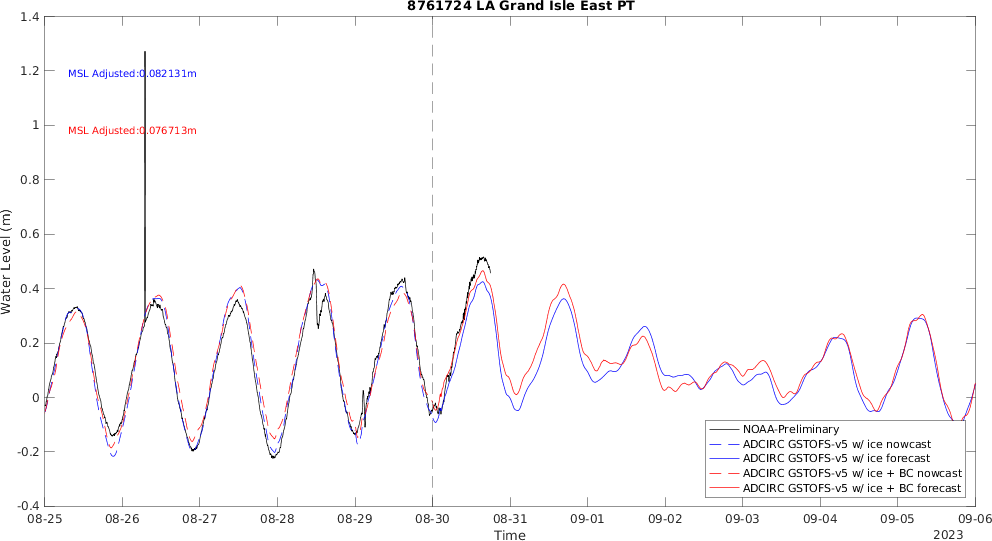 8761724 LA Grand Isle East PT
1.4
1.2
1
0.8
0.6
0.4
0.2
0
-0.2
-0.4
Water Level (m)
MSL Adjusted:0.082131m
MSL Adjusted:0.076713m
NOAA-Preliminary
ADCIRC GSTOFS-v5 w/ ice nowcast
ADCIRC GSTOFS-v5 w/ ice forecast
ADCIRC GSTOFS-v5 w/ ice + BC nowcast
ADCIRC GSTOFS-v5 w/ ice + BC forecast
08-25 08-26 08-27 08-28 08-29 08-30 08-31 09-01 09-02 09-03 09-04 09-05 09-06
Time
2023